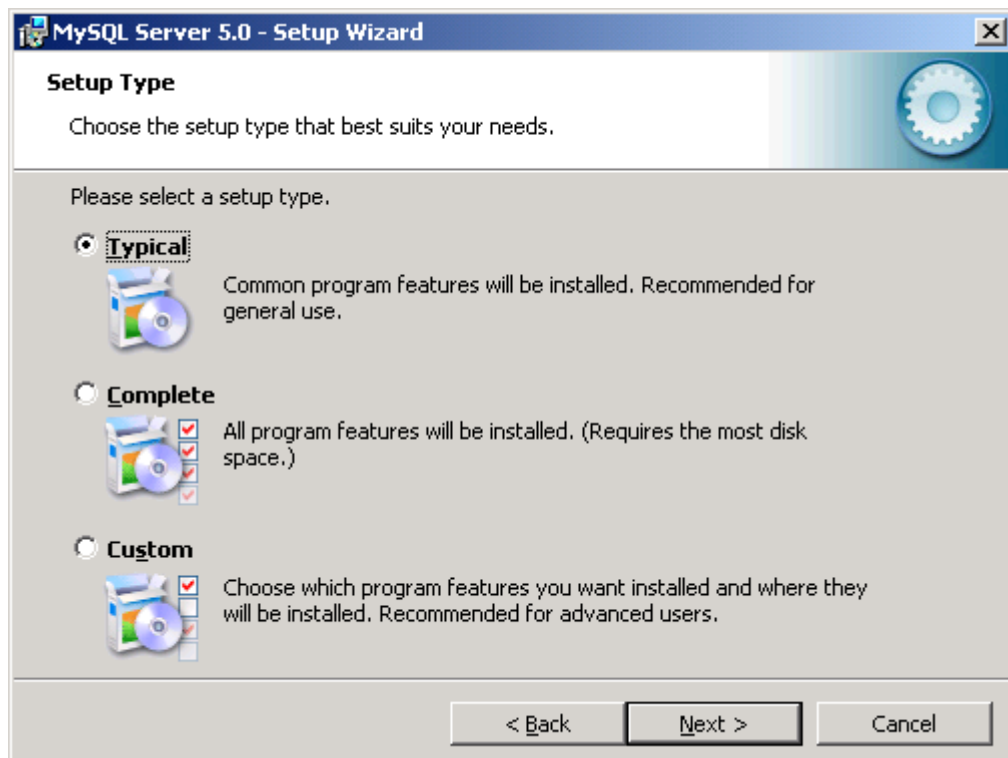 MySQL Server 5.0 - Setup Wizard
Setup Type
Choose the setup type that best suits your needs.
Please select a setup type.
Typical
Common program features will be installed. Recommended for
general use.
Complete
All program features will be installed. (Requires the most disk
space.)
Custom
Choose which program features you want installed and where they
will be installed. Recommended for advanced users.
< Back
Next >
Cancel